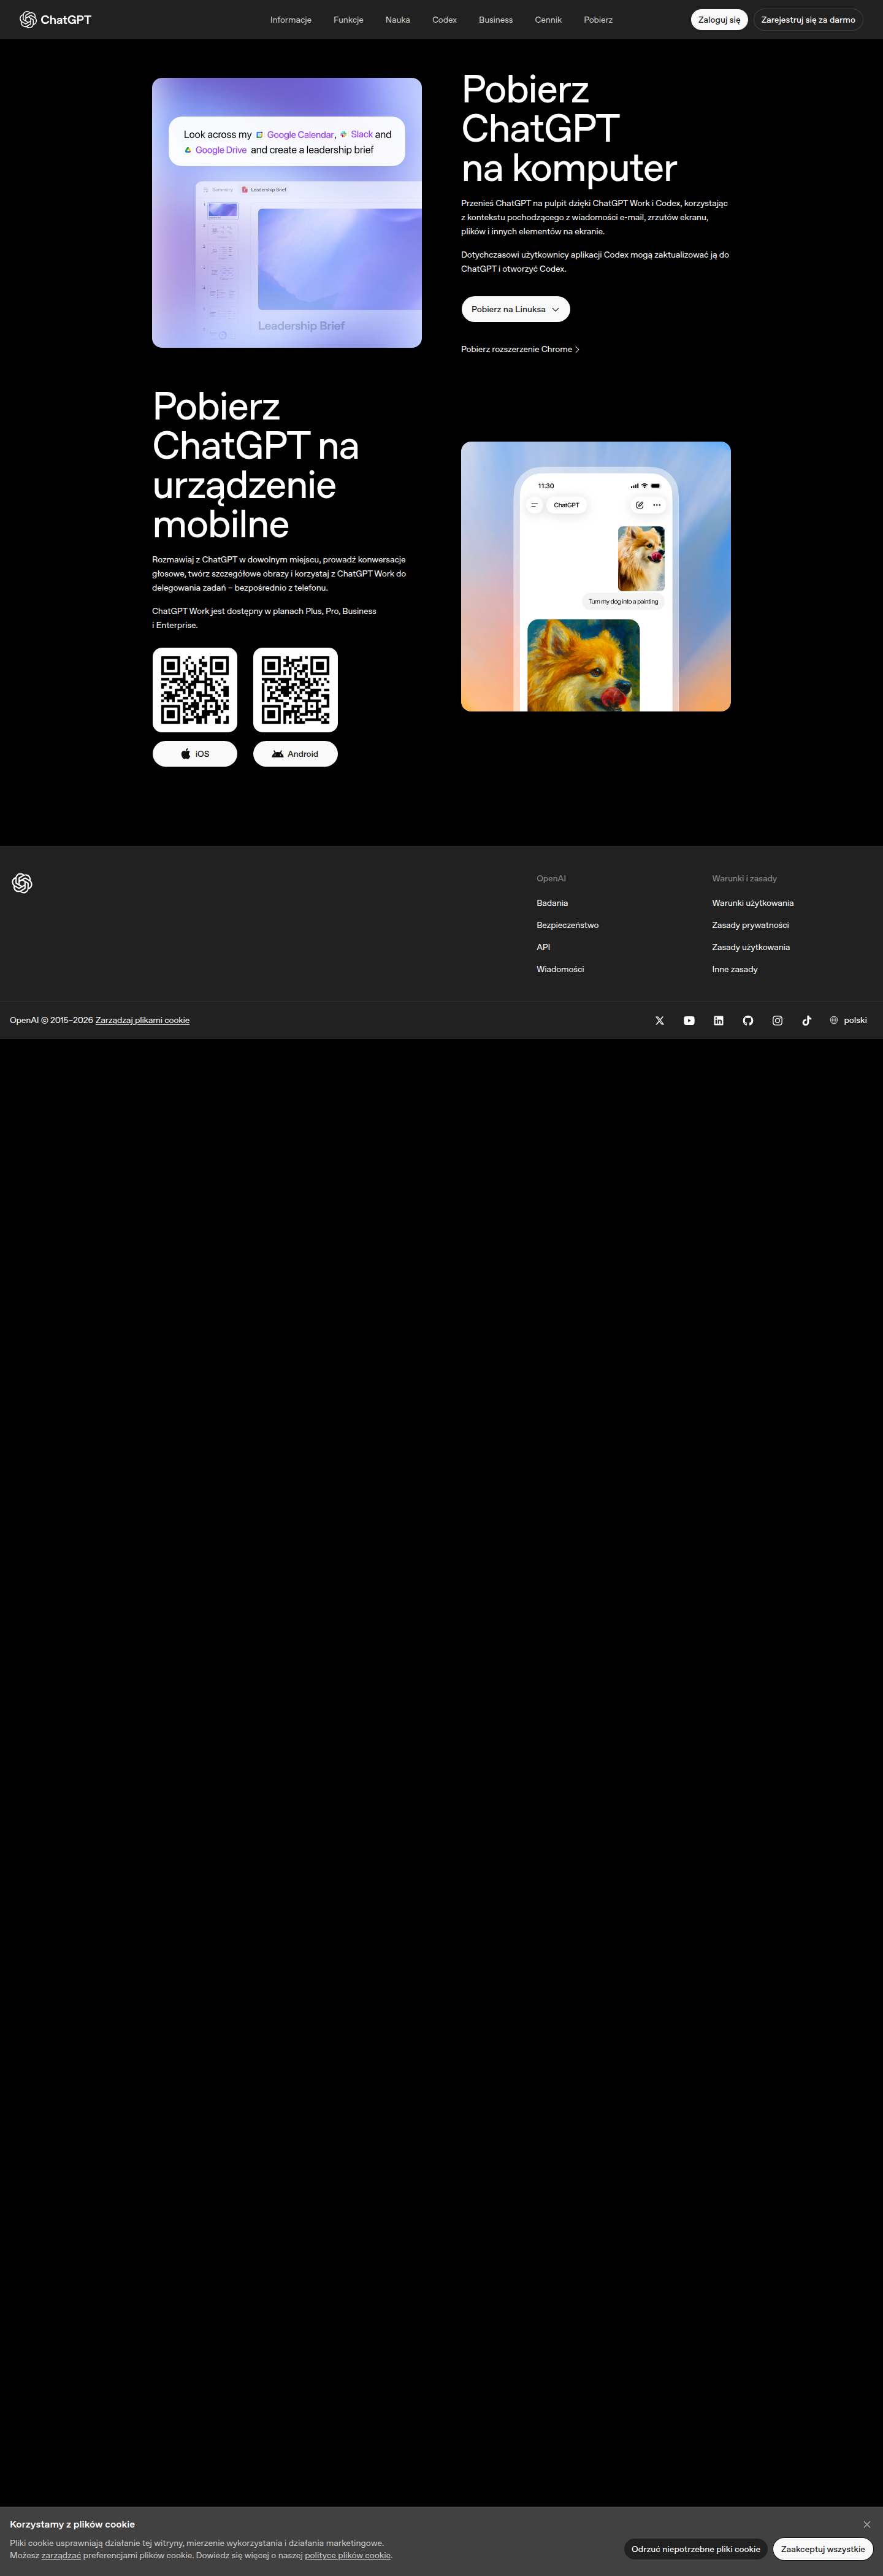 ChatGPT
Informacje
Funkcje
Nauka
Codex
Business
Cennik
Pobierz
Zaloguj się
Zarejestruj się za darmo
Look across my Google Calendar, Slack and
Google Drive and create a leadership brief
Summary
Leadership Brief
Leadership Brief
Pobierz
ChatGPT
na komputer
Przenieś ChatGPT na pulpit dzięki ChatGPT Work i Codex, korzystając
z kontekstu pochodzącego z wiadomości e-mail, zrzutów ekranu,
plików i innych elementów na ekranie.
Dotychczasowi użytkownicy aplikacji Codex mogą zaktualizować ją do
ChatGPT i otworzyć Codex.
Pobierz na Linuksa
Pobierz rozszerzenie Chrome
Pobierz
ChatGPT na
urządzenie
mobilne
Rozmawiaj z ChatGPT w dowolnym miejscu, prowadź konwersacje
głosowe, twórz szczegółowe obrazy i korzystaj z ChatGPT Work do
delegowania zadań – bezpośrednio z telefonu.
ChatGPT Work jest dostępny w planach Plus, Pro, Business
i Enterprise.
iOS
Android
11:30
ChatGPT
Turn my dog into a painting
OpenAI
Badania
Bezpieczeństwo
API
Wiadomości
Warunki i zasady
Warunki użytkowania
Zasady prywatności
Zasady użytkowania
Inne zasady
OpenAI © 2015–2026 Zarządzaj plikami cookie
polski
Korzystamy z plików cookie
Pliki cookie usprawniają działanie tej witryny, mierzenie wykorzystania i działania marketingowe.
Możesz zarządzać preferencjami plików cookie. Dowiedz się więcej o naszej polityce plików cookie.
Odrzuć niepotrzebne pliki cookie
Zaakceptuj wszystkie